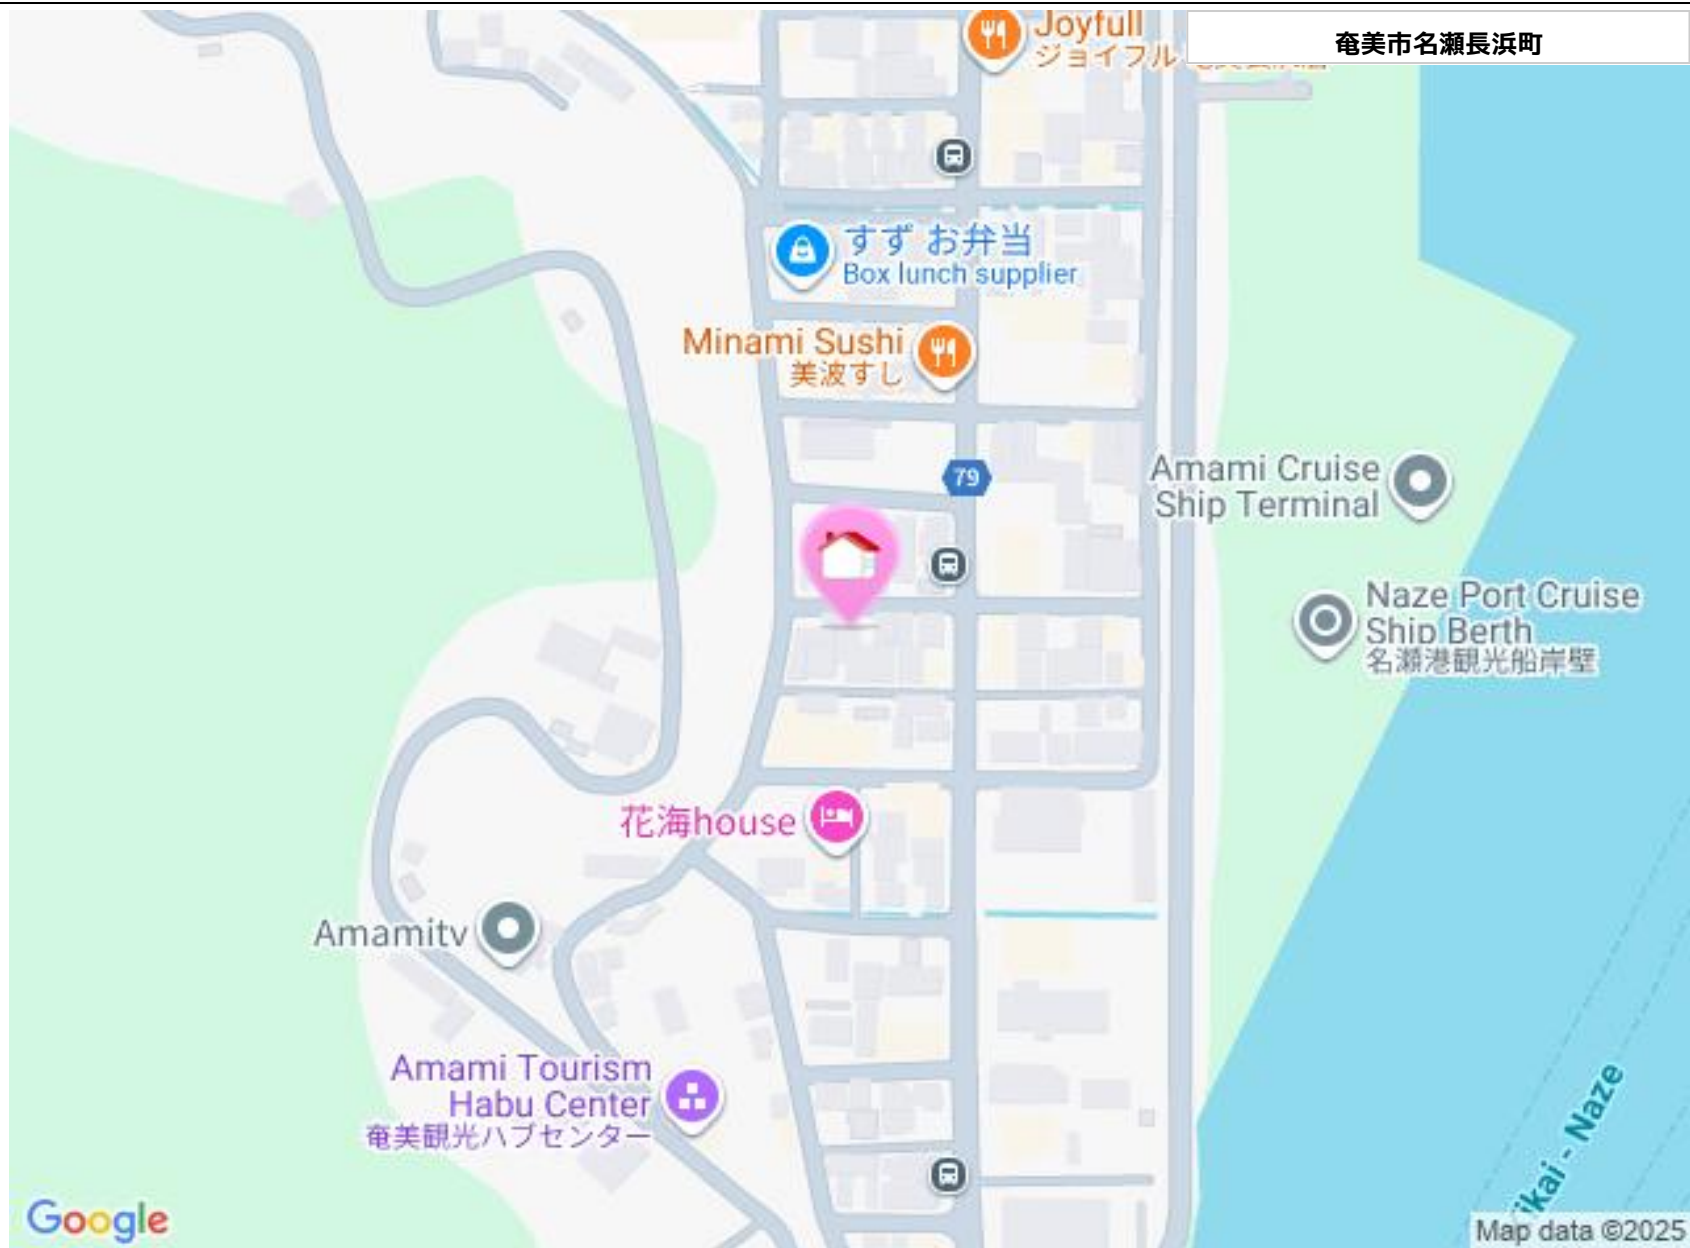 Joyfull
ジョイフル
奄美市名瀬長浜町
すず お弁当
Box lunch supplier
Minami Sushi
美波すし
79
Amami Cruise
Ship Terminal
Naze Port Cruise
Ship Berth
名瀬港観光船岸壁
花海house
Amamitv
Amami Tourism
Habu Center
奄美観光ハブセンター
ikai - Naze
Google
Map data ©2025